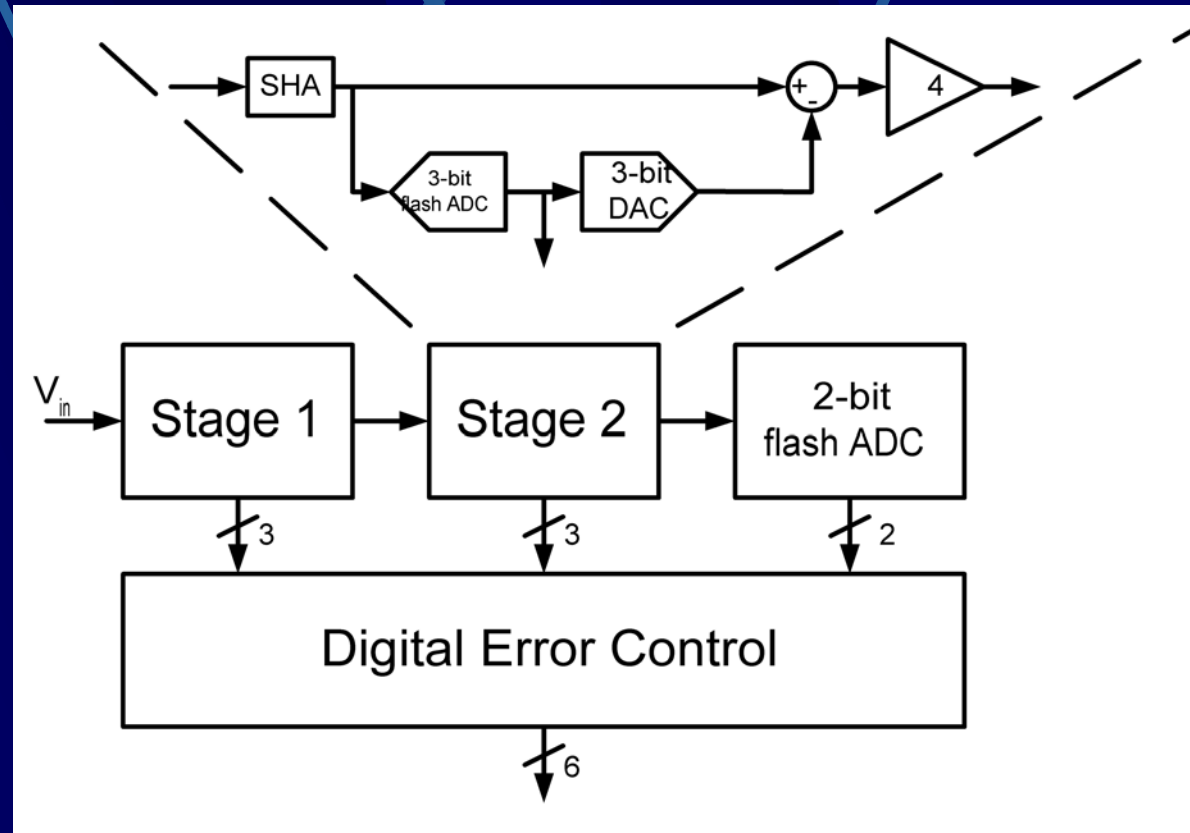 SHA
+
-
4
3-bit
flash ADC
3-bit
DAC
V_in
Stage 1
Stage 2
2-bit
flash ADC
3
3
2
Digital Error Control
6